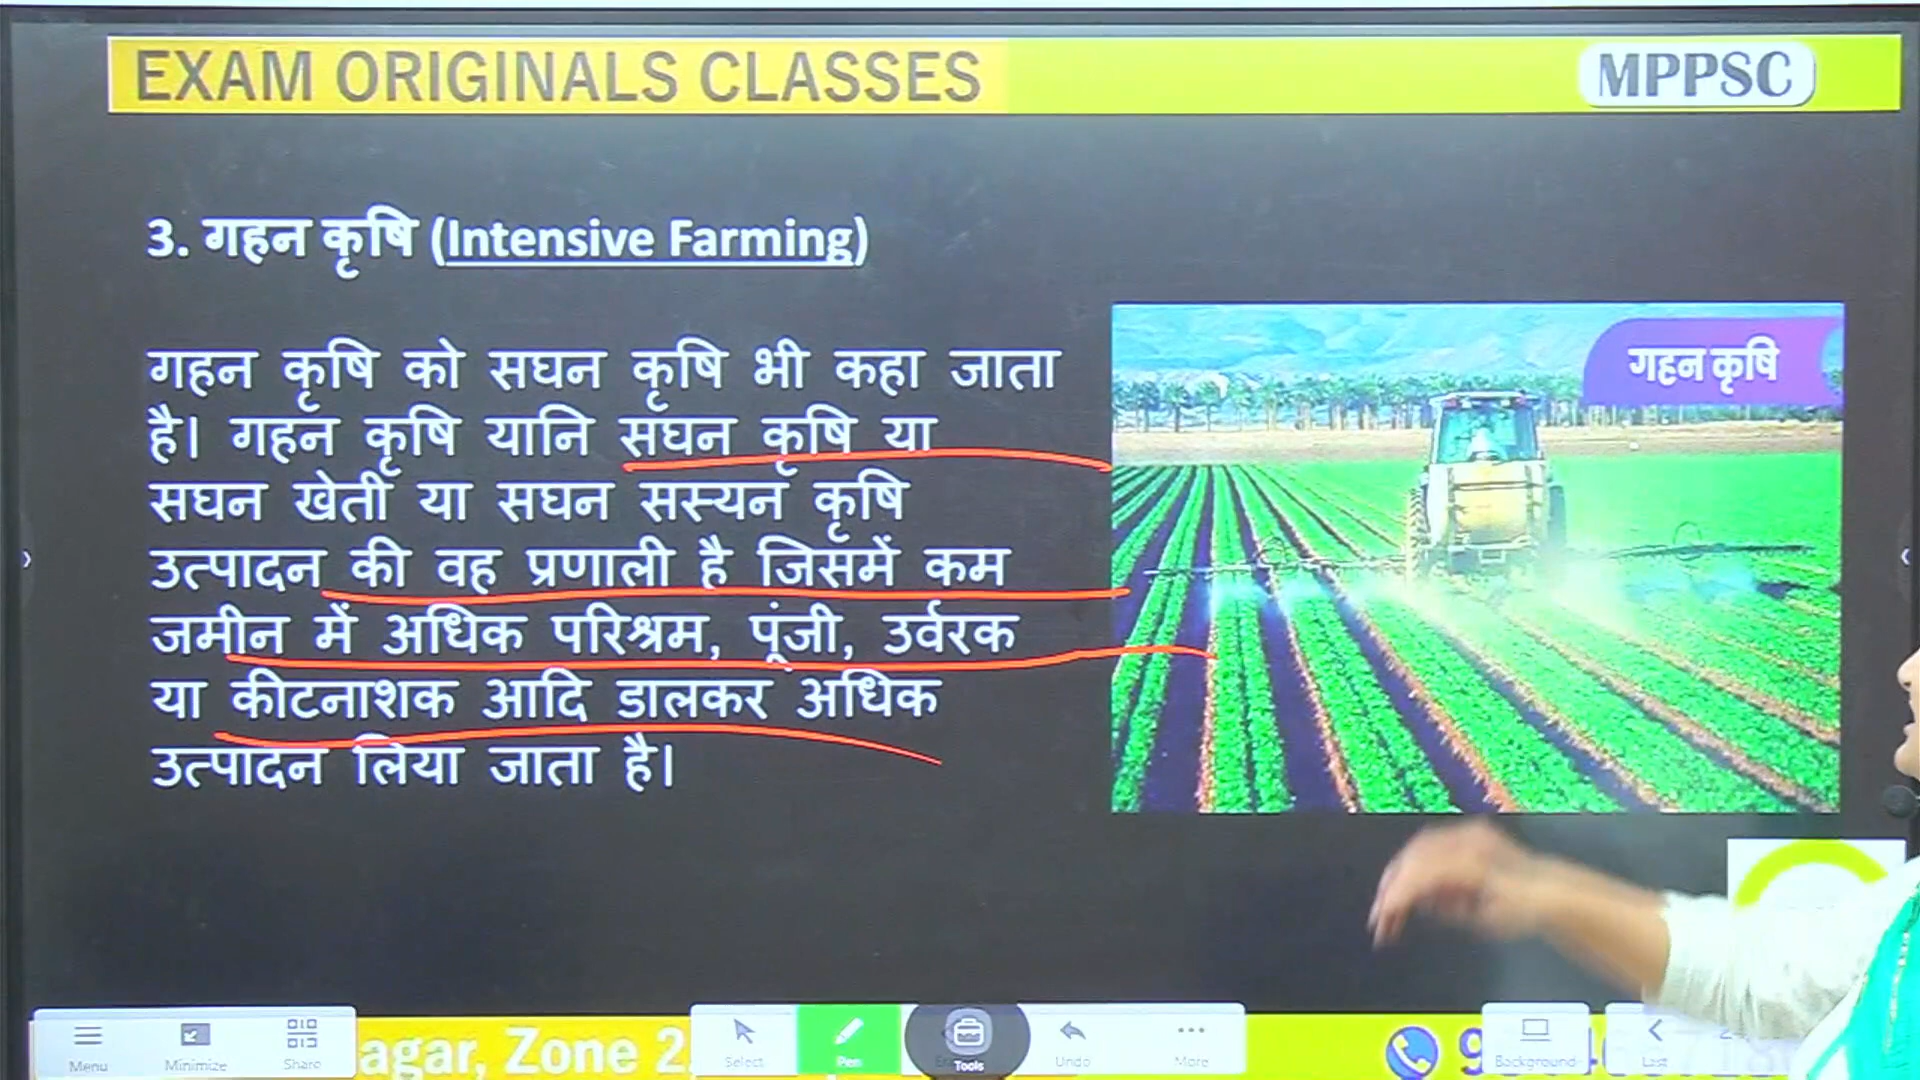 EXAM ORIGINALS CLASSES
MPPSC
3. गहन कृषि (Intensive Farming)
गहन कृषि को सघन कृषि भी कहा जाता
है। गहन कृषि यानि सघन कृषि या
सघन खेती या सघन सस्यन कृषि
उत्पादन की वह प्रणाली है जिसमें कम
जमीन में अधिक परिश्रम, पूंजी, उर्वरक
या कीटनाशक आदि डालकर अधिक
उत्पादन लिया जाता है।
गहन कृषि
Menu
Minimize
Share
agar, Zone 2
Select
Pen
Tools
Undo
More
Background
Last